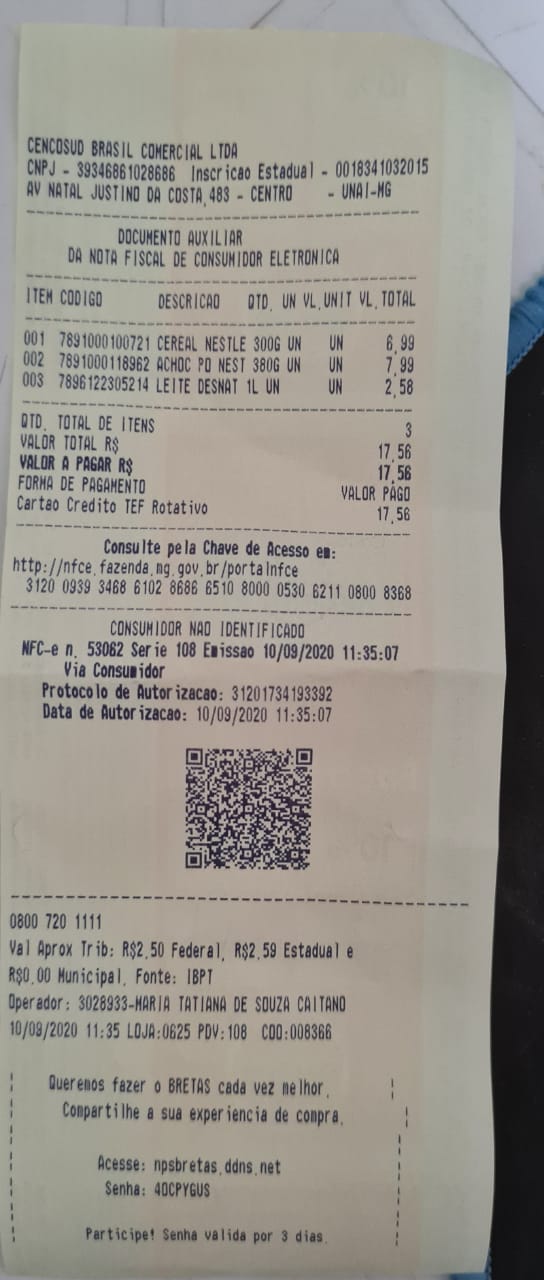 CENCOSUD BRASIL COMERCIAL LTDA
CNPJ - 39346861028686 Inscricao Estadual - 0018341032015
AV NATAL JUSTINO DA COSTA,483 - CENTRO - UNAI-MG
DOCUMENTO AUXILIAR
DA NOTA FISCAL DE CONSUMIDOR ELETRONICA
ITEM CODIGO DESCRICAO QTD. UN VL.UNIT VL.TOTAL
001 7891000100721 CEREAL NESTLE 300G UN UN 6,99
002 7891000118962 ACHOC PO NEST 380G UN UN 7,99
003 7896122305214 LEITE DESNAT 1L UN UN 2,58
QTD. TOTAL DE ITENS 3
VALOR TOTAL R$ 17,56
VALOR A PAGAR R$ 17,56
FORMA DE PAGAMENTO VALOR PAGO
Cartao Credito TEF Rotativo 17,56
Consulte pela Chave de Acesso em:
http://nfce.fazenda.mg.gov.br/portalnfce
3120 0939 3468 6102 8686 6510 8000 0530 6211 0800 8368
CONSUMIDOR NAO IDENTIFICADO
NFC-e n. 53062 Serie 108 Emissao 10/09/2020 11:35:07
Via Consumidor
Protocolo de Autorizacao: 31201734193392
Data de Autorizacao: 10/09/2020 11:35:07
0800 720 1111
Val Aprox Trib: R$2.50 Federal, R$2.59 Estadual e
R$0.00 Municipal. Fonte: IBPT
Operador: 3028933-MARIA TATIANA DE SOUZA CAITANO
10/09/2020 11:35 LOJA:0625 PDV:108 COO:008366
Queremos fazer o BRETAS cada vez melhor.
Compartilhe a sua experiencia de compra.
Acesse: npsbretas.ddns.net
Senha: 4OCPYGUS
Participe! Senha valida por 3 dias.